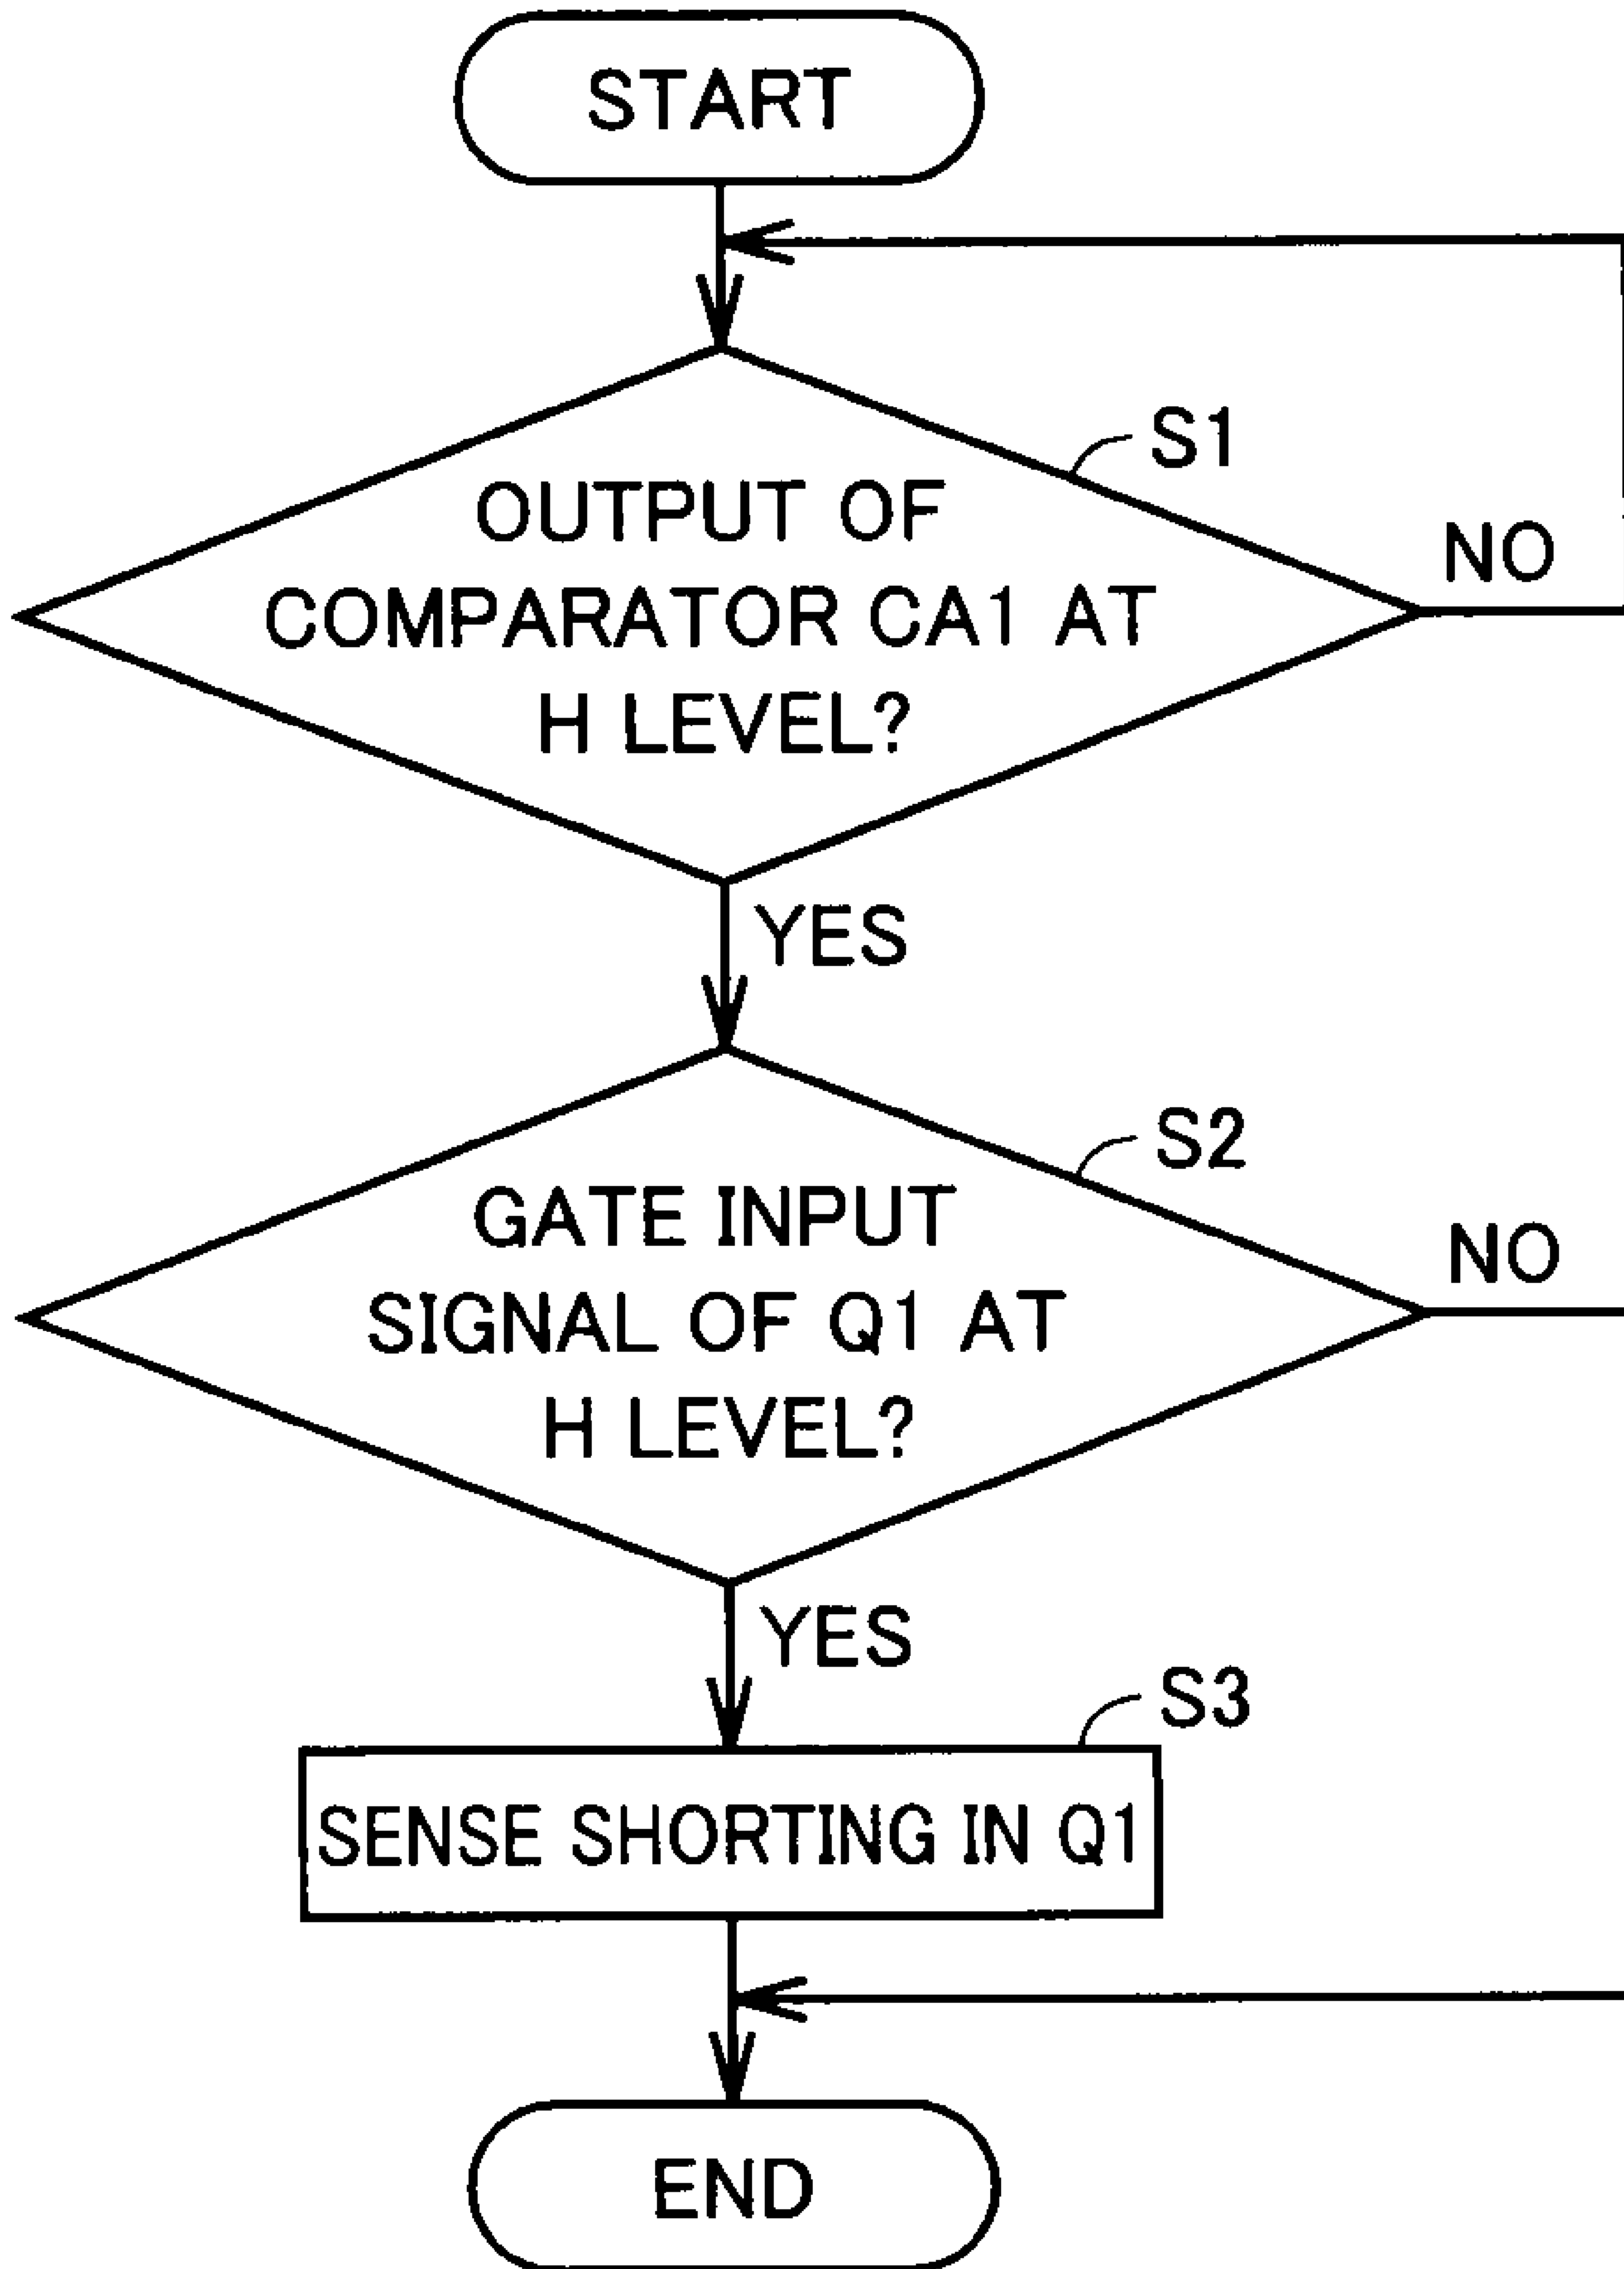 START
S1
OUTPUT OF
COMPARATOR CA1 AT
H LEVEL?
NO
YES
S2
GATE INPUT
SIGNAL OF Q1 AT
H LEVEL?
NO
YES
S3
SENSE SHORTING IN Q1
END